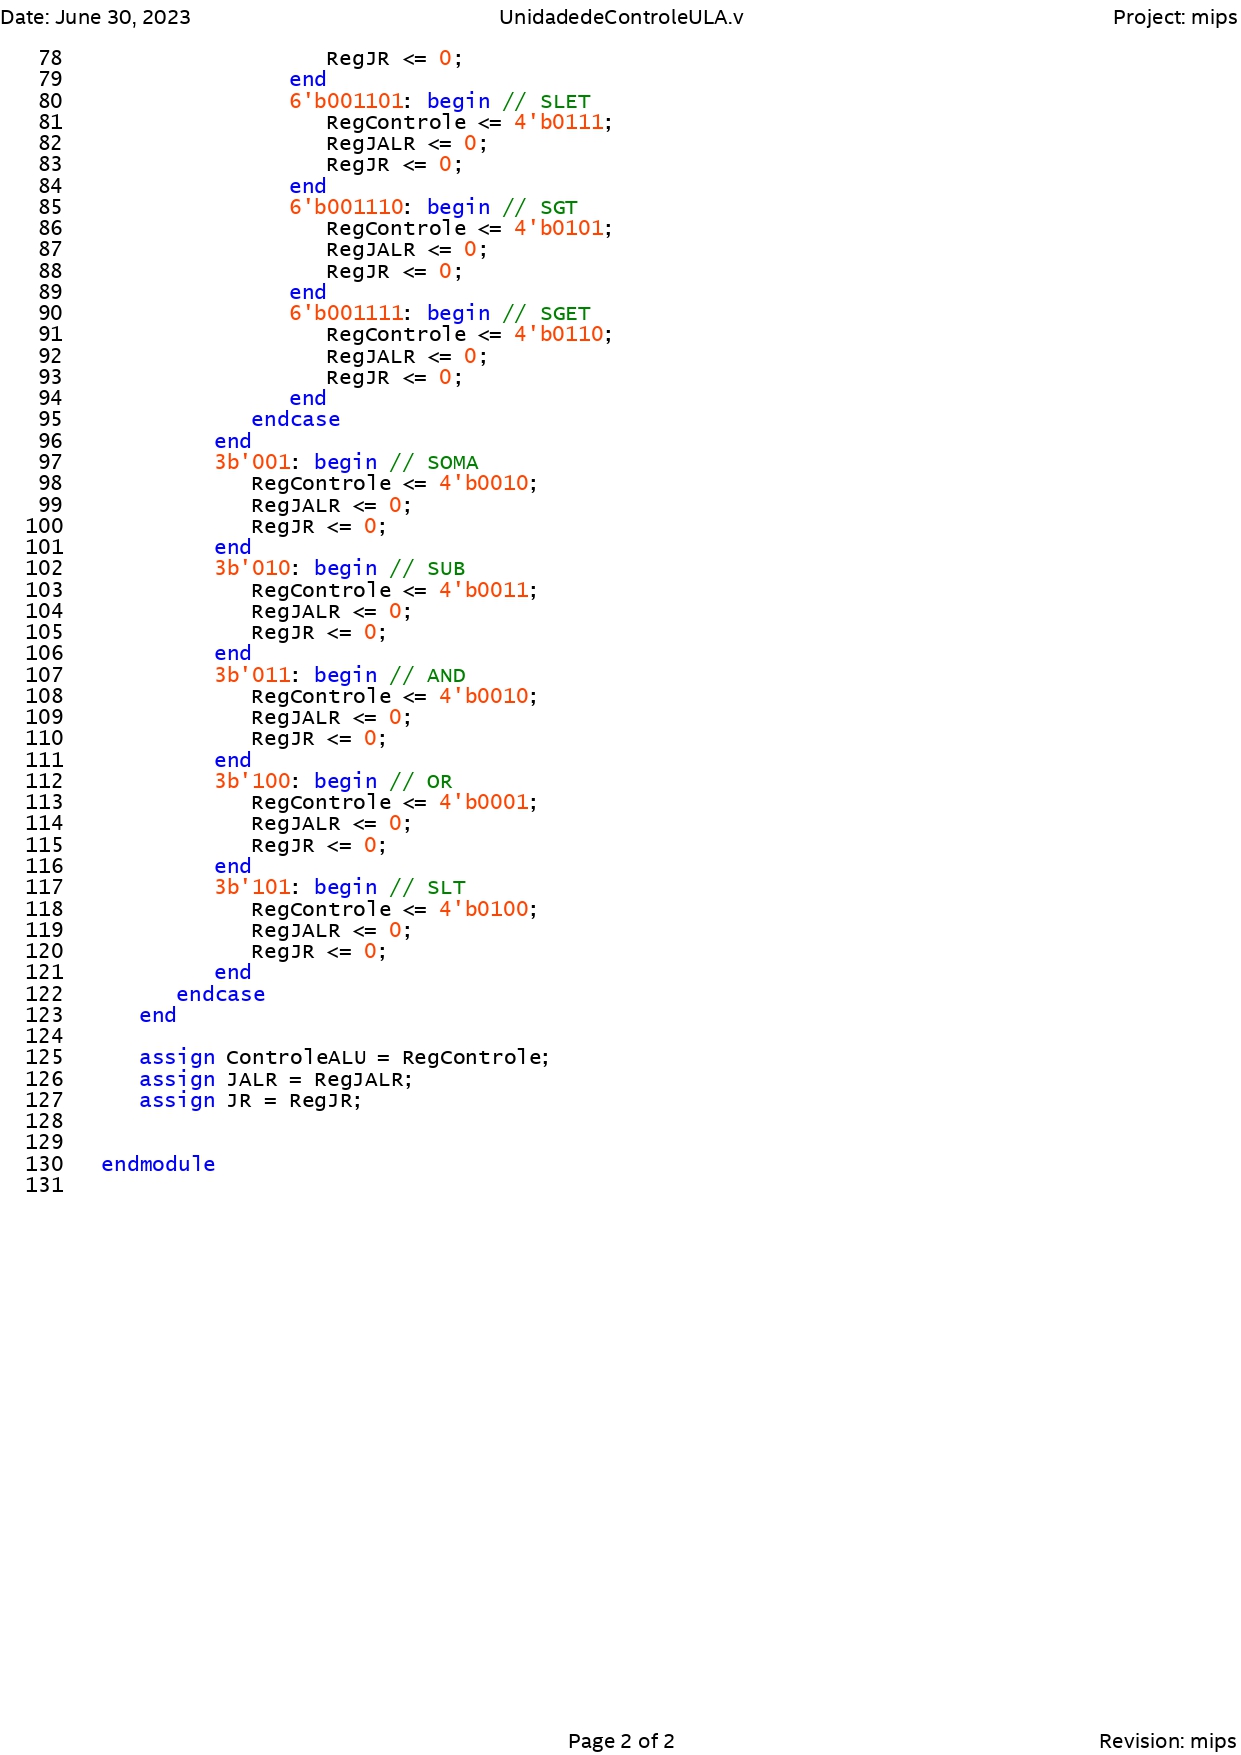 Date: June 30, 2023 UnidadedeControleULA.v Project: mips
78 RegJR <= 0;
79 end
80 6'b001101: begin // SLET
81 RegControle <= 4'b0111;
82 RegJALR <= 0;
83 RegJR <= 0;
84 end
85 6'b001110: begin // SGT
86 RegControle <= 4'b0101;
87 RegJALR <= 0;
88 RegJR <= 0;
89 end
90 6'b001111: begin // SGET
91 RegControle <= 4'b0110;
92 RegJALR <= 0;
93 RegJR <= 0;
94 end
95 endcase
96 end
97 3b'001: begin // SOMA
98 RegControle <= 4'b0010;
99 RegJALR <= 0;
100 RegJR <= 0;
101 end
102 3b'010: begin // SUB
103 RegControle <= 4'b0011;
104 RegJALR <= 0;
105 RegJR <= 0;
106 end
107 3b'011: begin // AND
108 RegControle <= 4'b0010;
109 RegJALR <= 0;
110 RegJR <= 0;
111 end
112 3b'100: begin // OR
113 RegControle <= 4'b0001;
114 RegJALR <= 0;
115 RegJR <= 0;
116 end
117 3b'101: begin // SLT
118 RegControle <= 4'b0100;
119 RegJALR <= 0;
120 RegJR <= 0;
121 end
122 endcase
123 end
124
125 assign ControleALU = RegControle;
126 assign JALR = RegJALR;
127 assign JR = RegJR;
128
129
130 endmodule
131
Page 2 of 2 Revision: mips